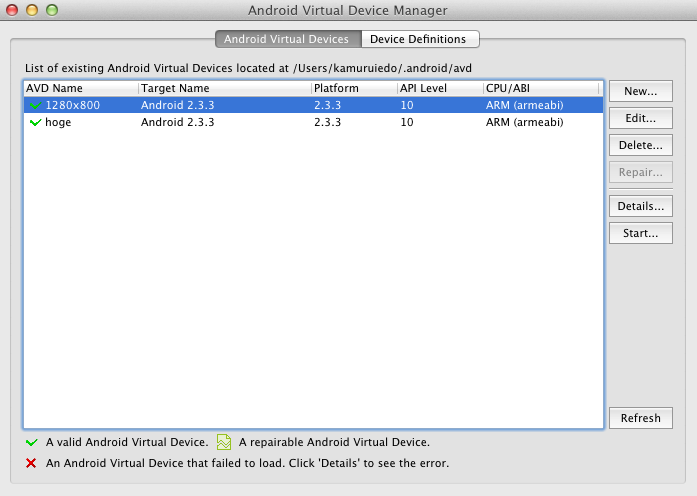 Android Virtual Device Manager
Android Virtual Devices Device Definitions
List of existing Android Virtual Devices located at /Users/kamuruiedo/.android/avd
AVD Name Target Name Platform API Level CPU/ABI
1280x800 Android 2.3.3 2.3.3 10 ARM (armeabi)
hoge Android 2.3.3 2.3.3 10 ARM (armeabi)
New...
Edit...
Delete...
Repair...
Details...
Start...
Refresh
A valid Android Virtual Device. A repairable Android Virtual Device.
An Android Virtual Device that failed to load. Click 'Details' to see the error.